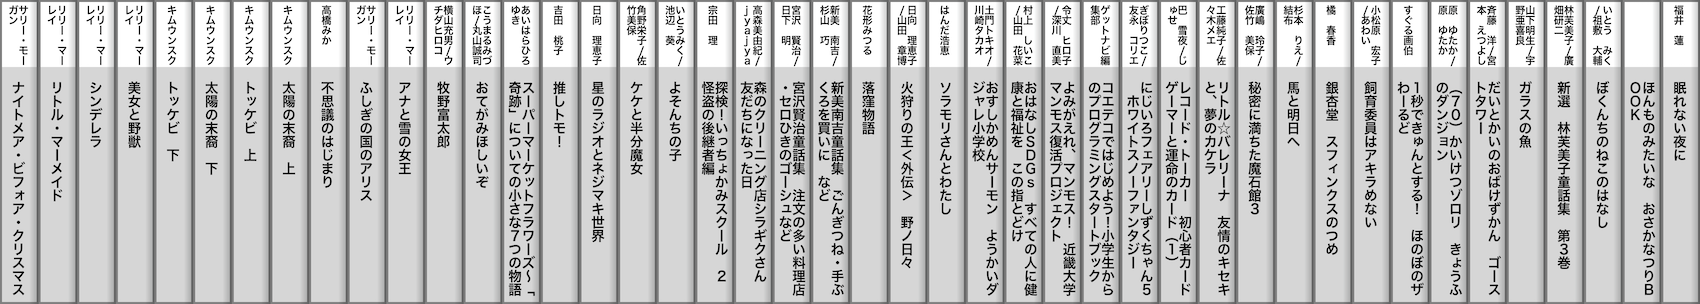 福井　蓮
眠れない夜に
ほんものみたいな　おさかなつりＢ
ＯＯＫ
いとう　みく
／祖敷　大輔
ぼくんちのねこのはなし
林芙美子／廣
畑研二
新選　林芙美子童話集　第３巻
山下明生／宇
野亜喜良
ガラスの魚
斉藤　洋／宮
本　えつよし
だいとかいのおばけずかん　ゴース
トタワー
原　ゆたか／
原　ゆたか
（７０）かいけつゾロリ　きょうふ
のダンジョン
すぐる画伯
１秒できゅんとする！　ほのぼのザ
わーるど
小松原　宏子
／あわい
飼育委員はアキラめない
橘　春香
銀杏堂　スフィンクスのつめ
杉本　りえ／
結布
馬と明日へ
廣嶋　玲子／
佐竹　美保
秘密に満ちた魔石館３
工藤純子／佐
々木メエ
リトル☆バレリーナ　友情のキセキ
と、夢のカケラ
巴　雪夜／じ
ゅせ
レコード・トーカー　初心者カード
ゲーマーと運命のカード（１）
ぎぼりつこ／
友永　コリエ
にじいろフェアリーしずくちゃん５
ホワイトスノーファンタジー
ゲットナビ編
集部
コエテコではじめよう！小学生から
のプログラミングスタートブック
令丈　ヒロ子
／深川　直美
よみがえれ、マンモス！　近畿大学
マンモス復活プロジェクト
村上　しいこ
／山田　花菜
おはなしＳＤＧｓ　すべての人に健
康と福祉を　この指とどけ
土門トキオ／
川崎タカオ
おすしかめんサーモン　ようかいダ
ジャレ小学校
はんだ浩恵
ソラモリさんとわたし
日向　理恵子
／山田　章博
火狩りの王＜外伝＞　野ノ日々
花形みつる
落窪物語
新美　南吉／
杉山　巧
新美南吉童話集　ごんぎつね・手ぶ
くろを買いに　など
宮沢　賢治／
日下　明
宮沢賢治童話集　注文の多い料理店
・セロひきのゴーシュなど
高森美由紀／
ｊｙａｊｙａ
森のクリーニング店シラギクさん
友だちになった日
宗田　理
探検！いっちょかみスクール　２
怪盗の後継者編
いとうみく／
池辺　葵
よそんちの子
角野栄子／佐
竹美保
ケケと半分魔女
日向　理恵子
星のラジオとネジマキ世界
吉田　桃子
推しトモ！
あいはらひろ
ゆき
スーパーマーケットフラワーズ～「
奇跡」についての小さな７つの物語
こうまるみづ
ほ／丸山誠司
おてがみほしいぞ
横山充男／ウ
チダヒロコ
牧野富太郎
アナと雪の女王
サリー・モー
ガン
ふしぎの国のアリス
高橋みか
不思議のはじまり
キムウンスク
太陽の末裔　上
キムウンスク
トッケビ　上
キムウンスク
太陽の末裔　下
キムウンスク
トッケビ　下
リリー・マー
レイ
美女と野獣
リリー・マー
レイ
シンデレラ
リリー・マー
レイ
リトル・マーメイド
サリー・モー
ガン
ナイトメア・ビフォア・クリスマス